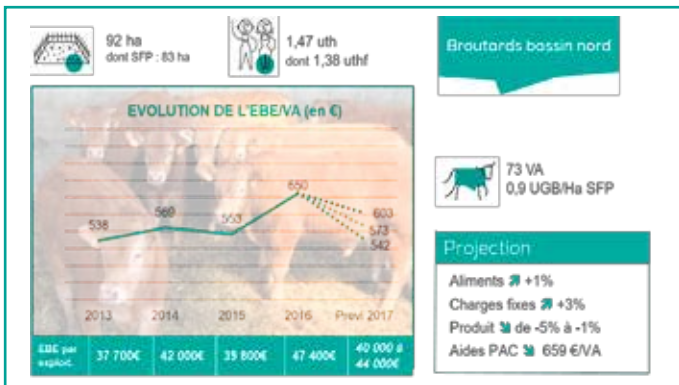 92 ha
dont SFP : 83 ha
1,47 uth
dont 1,38 uthf
Broutards bassin nord
EVOLUTION DE L'EBE/VA (en €)
650
603
573
569
553
542
538
2013 2014 2015 2016 Previ 2017
EBE par exploit. 37 700€ 42 000€ 39 800€ 47 400€ 40 000 à 44 000€
73 VA
0,9 UGB/Ha SFP
Projection
Aliments +1%
Charges fixes +3%
Produit de -5% à -1%
Aides PAC 659 €/VA